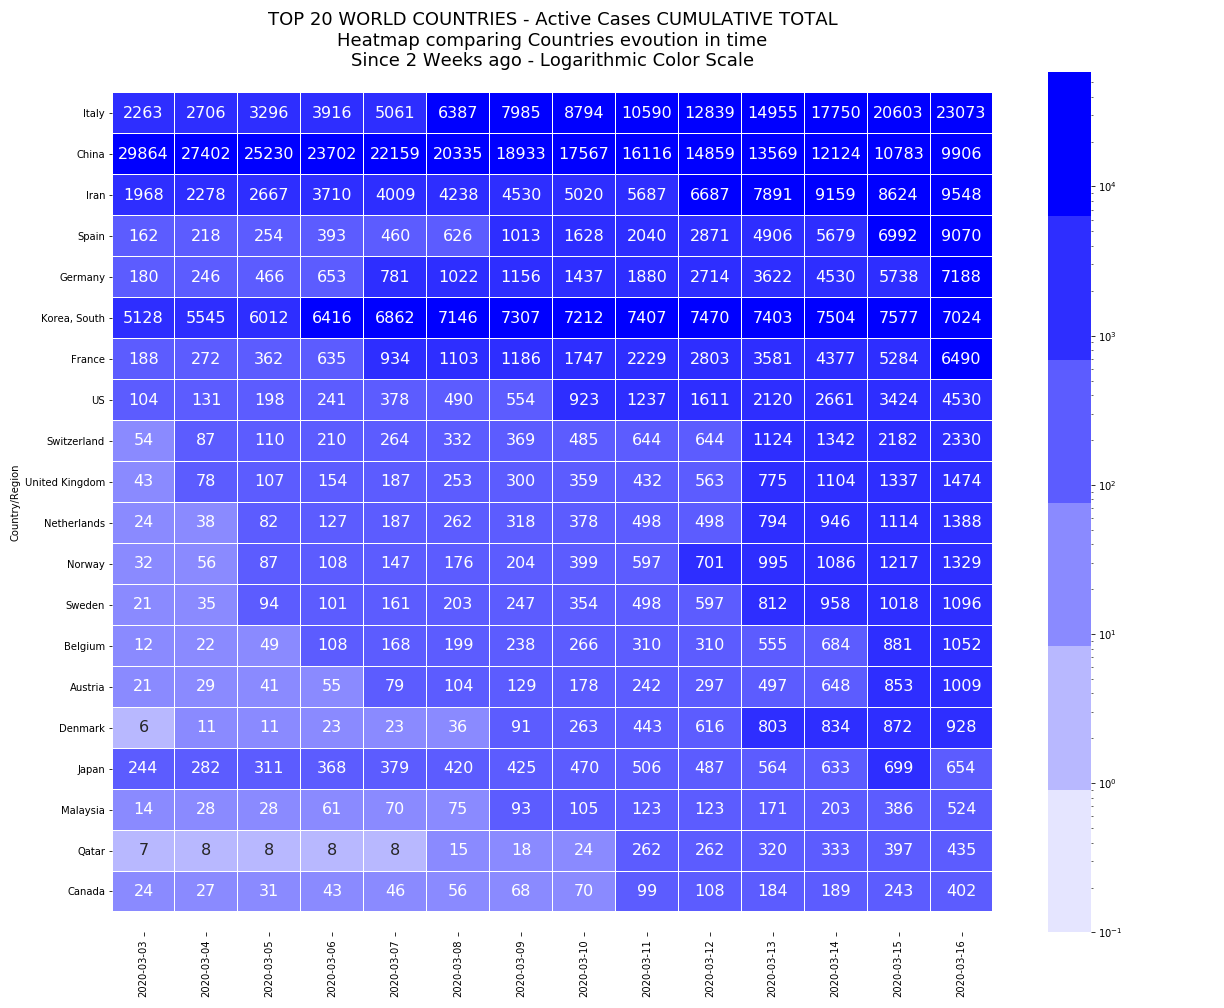 TOP 20 WORLD COUNTRIES - Active Cases CUMULATIVE TOTAL
Heatmap comparing Countries evoution in time
Since 2 Weeks ago - Logarithmic Color Scale
Country/Region
Italy 2263 2706 3296 3916 5061 6387 7985 8794 10590 12839 14955 17750 20603 23073
China 29864 27402 25230 23702 22159 20335 18933 17567 16116 14859 13569 12124 10783 9906
Iran 1968 2278 2667 3710 4009 4238 4530 5020 5687 6687 7891 9159 8624 9548
Spain 162 218 254 393 460 626 1013 1628 2040 2871 4906 5679 6992 9070
Germany 180 246 466 653 781 1022 1156 1437 1880 2714 3622 4530 5738 7188
Korea, South 5128 5545 6012 6416 6862 7146 7307 7212 7407 7470 7403 7504 7577 7024
France 188 272 362 635 934 1103 1186 1747 2229 2803 3581 4377 5284 6490
US 104 131 198 241 378 490 554 923 1237 1611 2120 2661 3424 4530
Switzerland 54 87 110 210 264 332 369 485 644 644 1124 1342 2182 2330
United Kingdom 43 78 107 154 187 253 300 359 432 563 775 1104 1337 1474
Netherlands 24 38 82 127 187 262 318 378 498 498 794 946 1114 1388
Norway 32 56 87 108 147 176 204 399 597 701 995 1086 1217 1329
Sweden 21 35 94 101 161 203 247 354 498 597 812 958 1018 1096
Belgium 12 22 49 108 168 199 238 266 310 310 555 684 881 1052
Austria 21 29 41 55 79 104 129 178 242 297 497 648 853 1009
Denmark 6 11 11 23 23 36 91 263 443 616 803 834 872 928
Japan 244 282 311 368 379 420 425 470 506 487 564 633 699 654
Malaysia 14 28 28 61 70 75 93 105 123 123 171 203 386 524
Qatar 7 8 8 8 8 15 18 24 262 262 320 333 397 435
Canada 24 27 31 43 46 56 68 70 99 108 184 189 243 402
2020-03-03 2020-03-04 2020-03-05 2020-03-06 2020-03-07 2020-03-08 2020-03-09 2020-03-10 2020-03-11 2020-03-12 2020-03-13 2020-03-14 2020-03-15 2020-03-16
10⁴
10³
10²
10¹
10⁰
10⁻¹